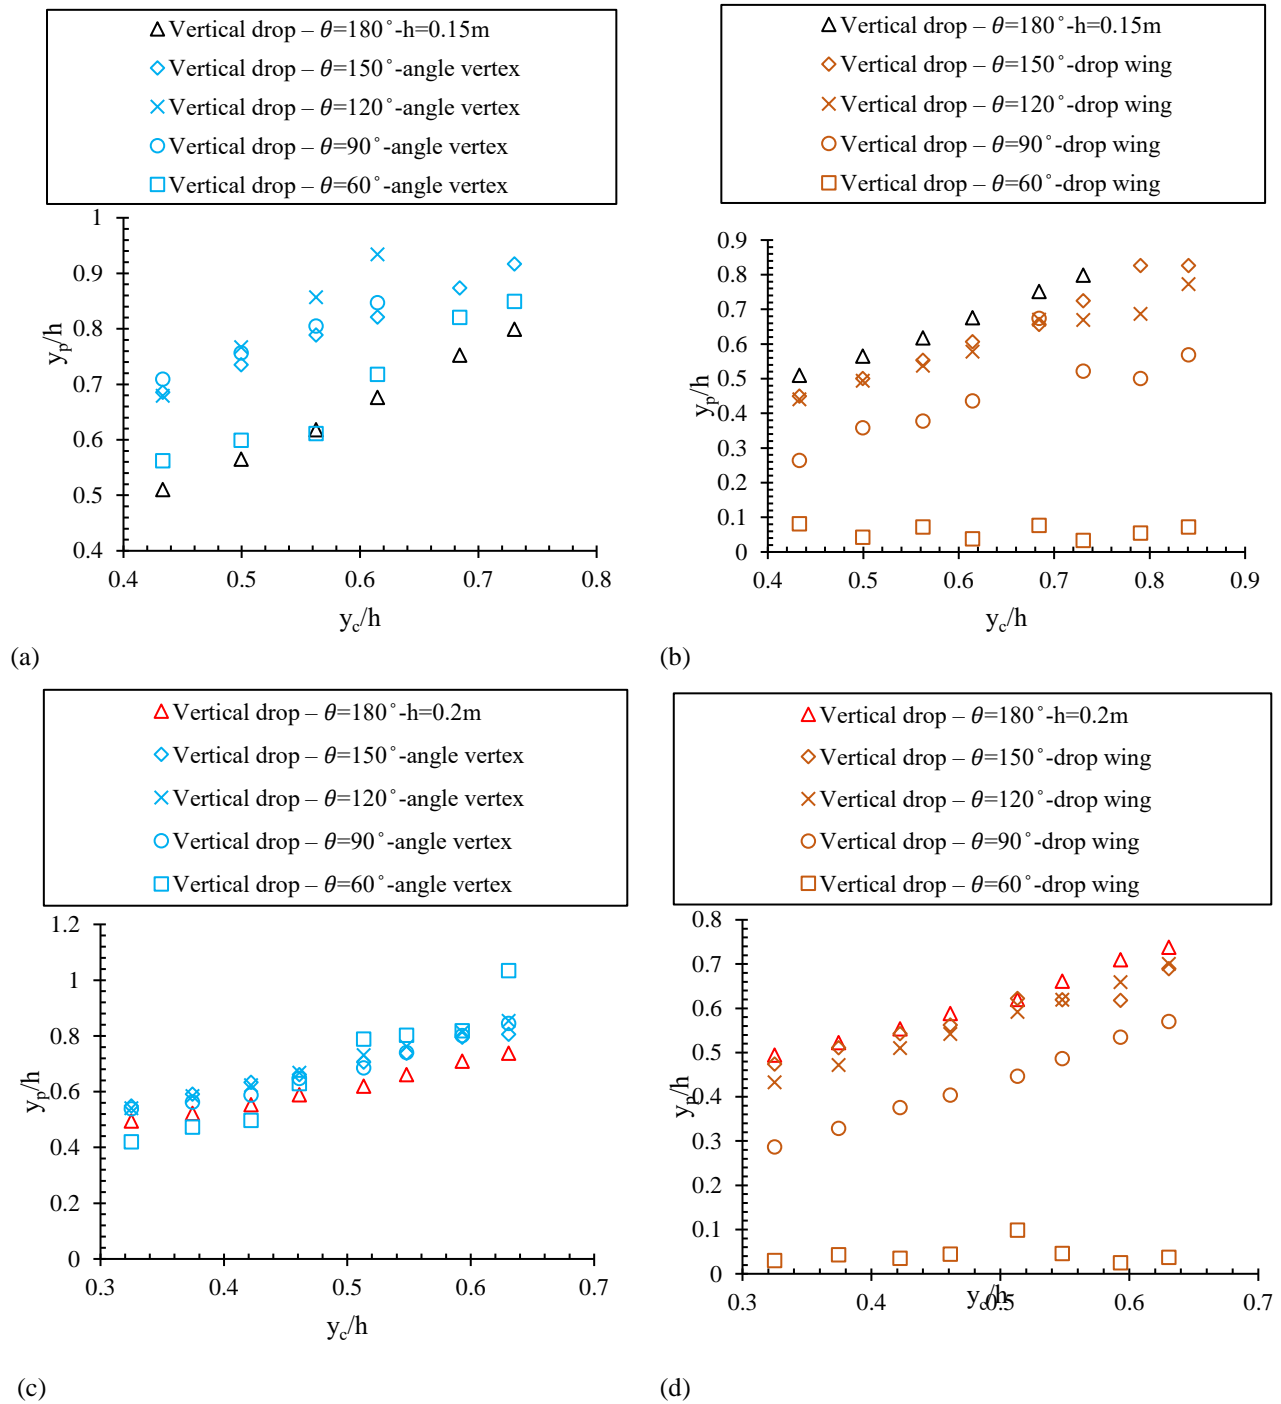 Vertical drop – θ=180˚-h=0.15m
Vertical drop – θ=150˚-angle vertex
Vertical drop – θ=120˚-angle vertex
Vertical drop – θ=90˚-angle vertex
Vertical drop – θ=60˚-angle vertex
1
0.9
0.8
0.7
0.6
0.5
0.4
yp/h
0.4 0.5 0.6 0.7 0.8
yc/h
(a)
Vertical drop – θ=180˚-h=0.15m
Vertical drop – θ=150˚-drop wing
Vertical drop – θ=120˚-drop wing
Vertical drop – θ=90˚-drop wing
Vertical drop – θ=60˚-drop wing
0.9
0.8
0.7
0.6
0.5
0.4
0.3
0.2
0.1
0
yp/h
0.4 0.5 0.6 0.7 0.8 0.9
yc/h
(b)
Vertical drop – θ=180˚-h=0.2m
Vertical drop – θ=150˚-angle vertex
Vertical drop – θ=120˚-angle vertex
Vertical drop – θ=90˚-angle vertex
Vertical drop – θ=60˚-angle vertex
1.2
1
0.8
0.6
0.4
0.2
0
yp/h
0.3 0.4 0.5 0.6 0.7
yc/h
(c)
Vertical drop – θ=180˚-h=0.2m
Vertical drop – θ=150˚-drop wing
Vertical drop – θ=120˚-drop wing
Vertical drop – θ=90˚-drop wing
Vertical drop – θ=60˚-drop wing
0.8
0.7
0.6
0.5
0.4
0.3
0.2
0.1
0
yp/h
0.3 0.4 0.5 0.6 0.7
yc/h
(d)